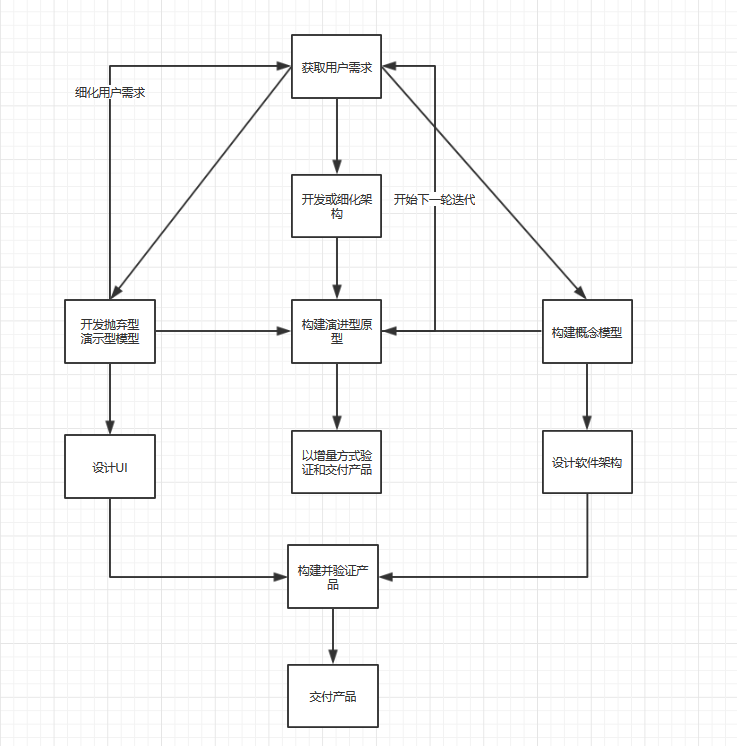 获取用户需求
细化用户需求
开发或细化架
构
开始下一轮迭代
开发抛弃型
演示型模型
构建演进型原
型
构建概念模型
设计UI
以增量方式验
证和交付产品
设计软件架构
构建并验证产
品
交付产品